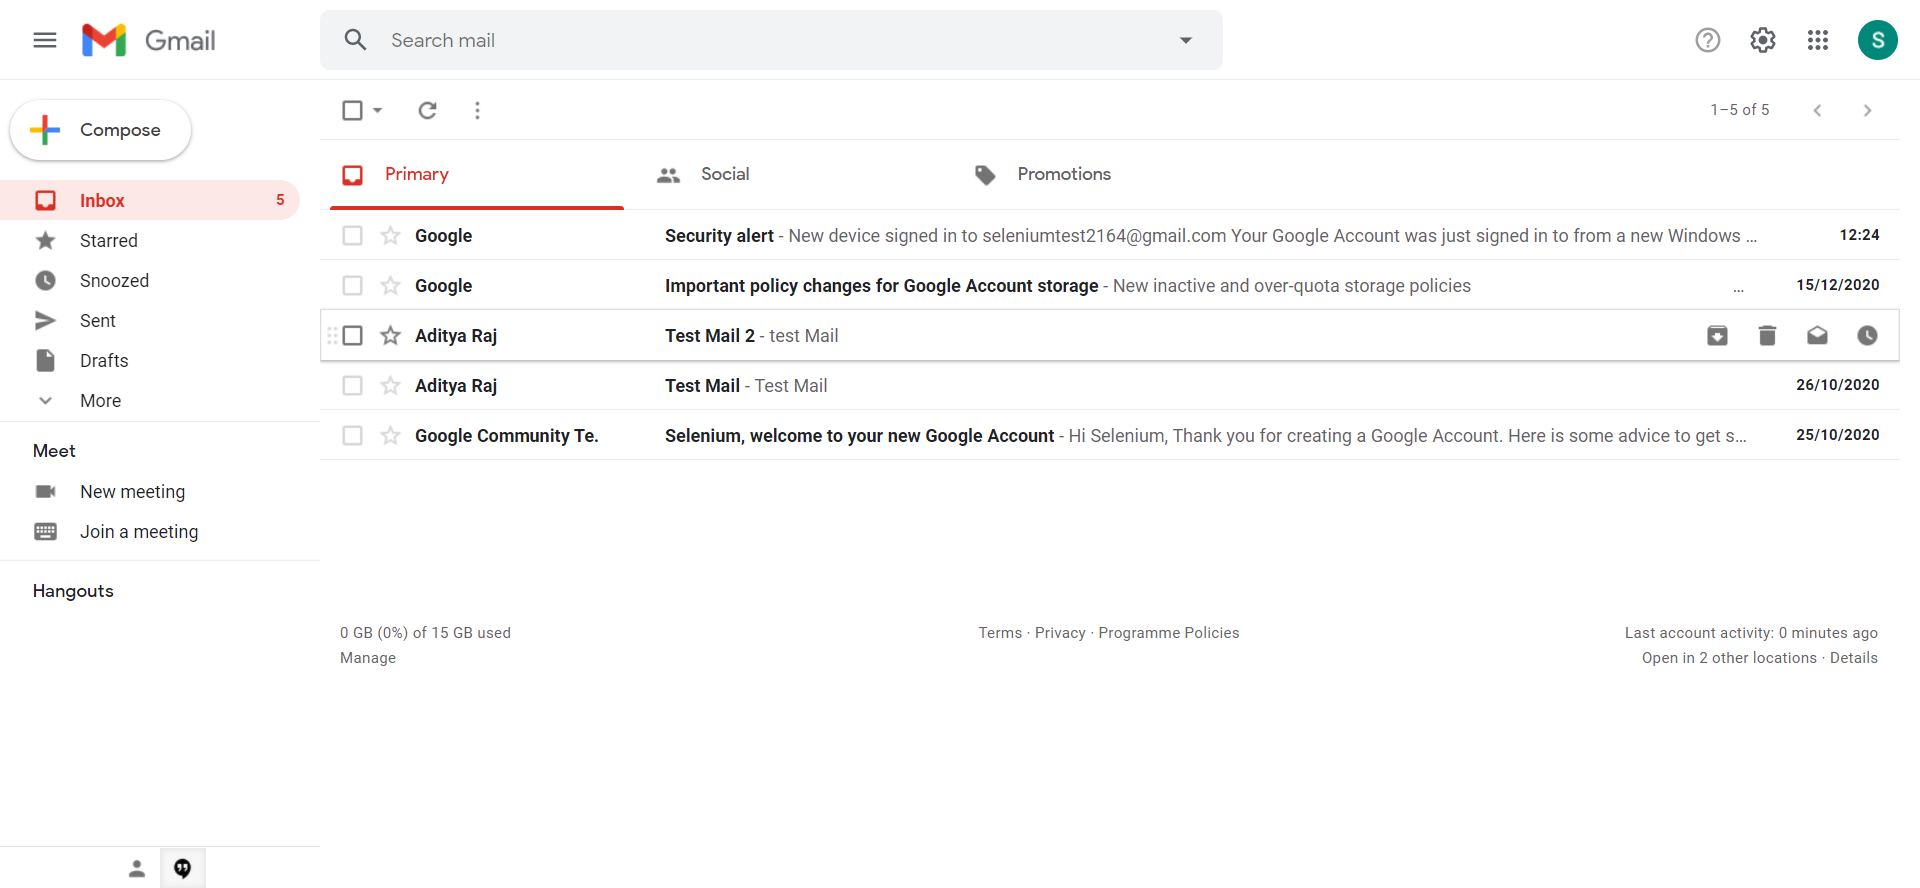 Gmail
Search mail
S
Compose
1–5 of 5
Primary
Social
Promotions
Inbox 5
Starred
Snoozed
Sent
Drafts
More
Google Security alert - New device signed in to seleniumtest2164@gmail.com Your Google Account was just signed in to from a new Windows ... 12:24
Google Important policy changes for Google Account storage - New inactive and over-quota storage policies ... 15/12/2020
Aditya Raj Test Mail 2 - test Mail
Aditya Raj Test Mail - Test Mail 26/10/2020
Google Community Te. Selenium, welcome to your new Google Account - Hi Selenium, Thank you for creating a Google Account. Here is some advice to get s... 25/10/2020
Meet
New meeting
Join a meeting
Hangouts
0 GB (0%) of 15 GB used
Manage
Terms · Privacy · Programme Policies
Last account activity: 0 minutes ago
Open in 2 other locations · Details